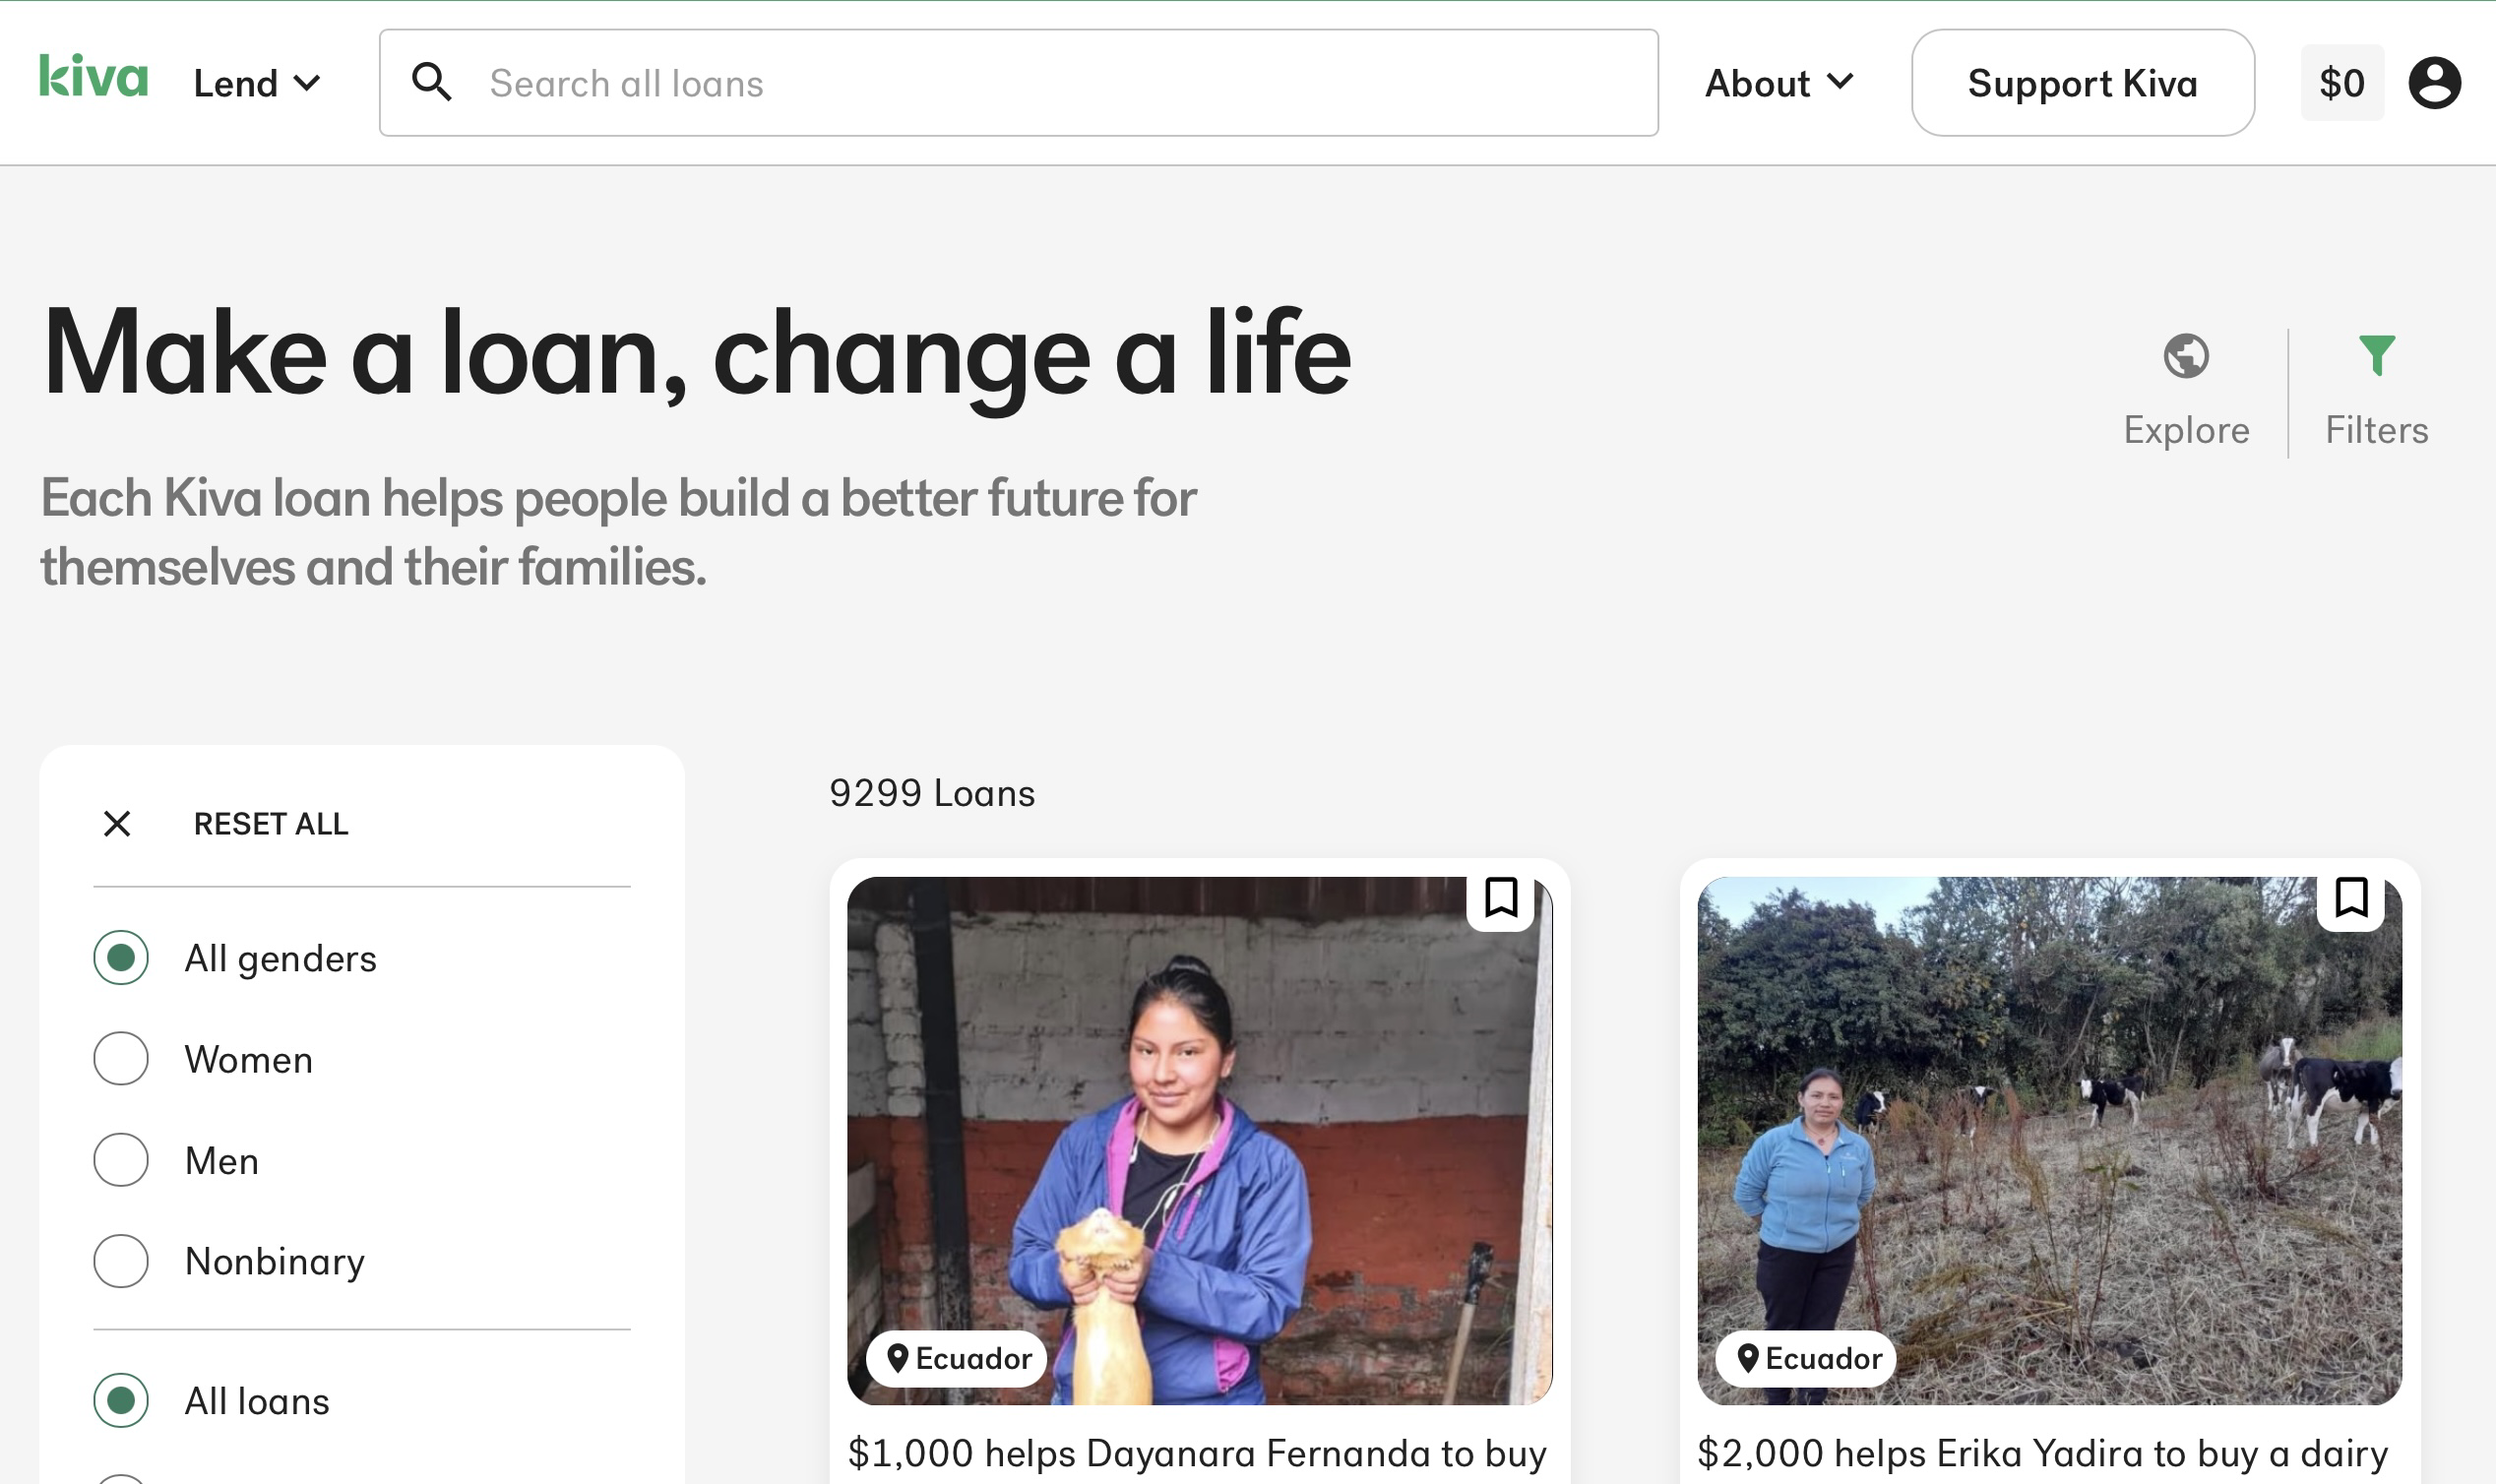 kiva
Lend
Search all loans
About
Support Kiva
$0
Make a loan, change a life
Explore
Filters
Each Kiva loan helps people build a better future for
themselves and their families.
RESET ALL
All genders
Women
Men
Nonbinary
All loans
9299 Loans
Ecuador
$1,000 helps Dayanara Fernanda to buy
Ecuador
$2,000 helps Erika Yadira to buy a dairy